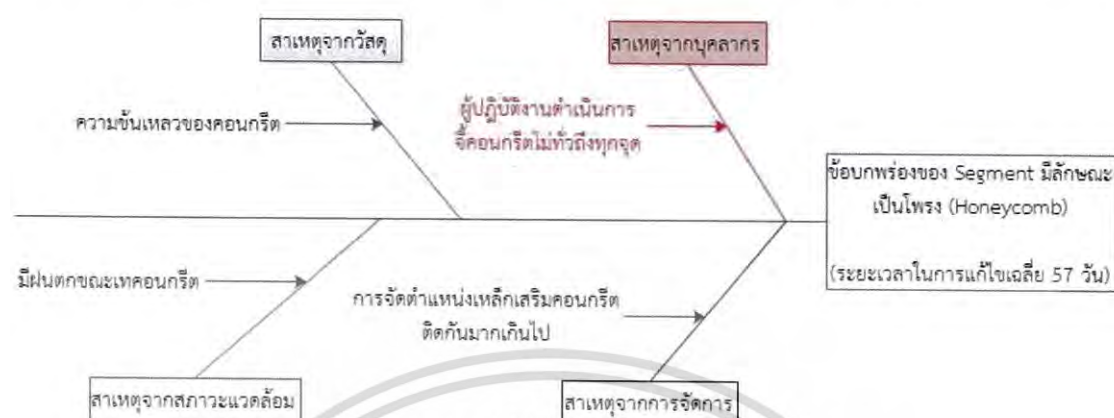 สาเหตุจากวัสดุ
สาเหตุจากบุคลากร
ความข้นเหลวของคอนกรีต
ผู้ปฏิบัติงานดำเนินการ
จี้คอนกรีตไม่ทั่วถึงทุกจุด
ข้อบกพร่องของ Segment มีลักษณะ
เป็นโพรง (Honeycomb)
(ระยะเวลาในการแก้ไขเฉลี่ย 57 วัน)
มีฝนตกขณะเทคอนกรีต
การจัดตำแหน่งเหล็กเสริมคอนกรีต
ติดกันมากเกินไป
สาเหตุจากสภาวะแวดล้อม
สาเหตุจากการจัดการ